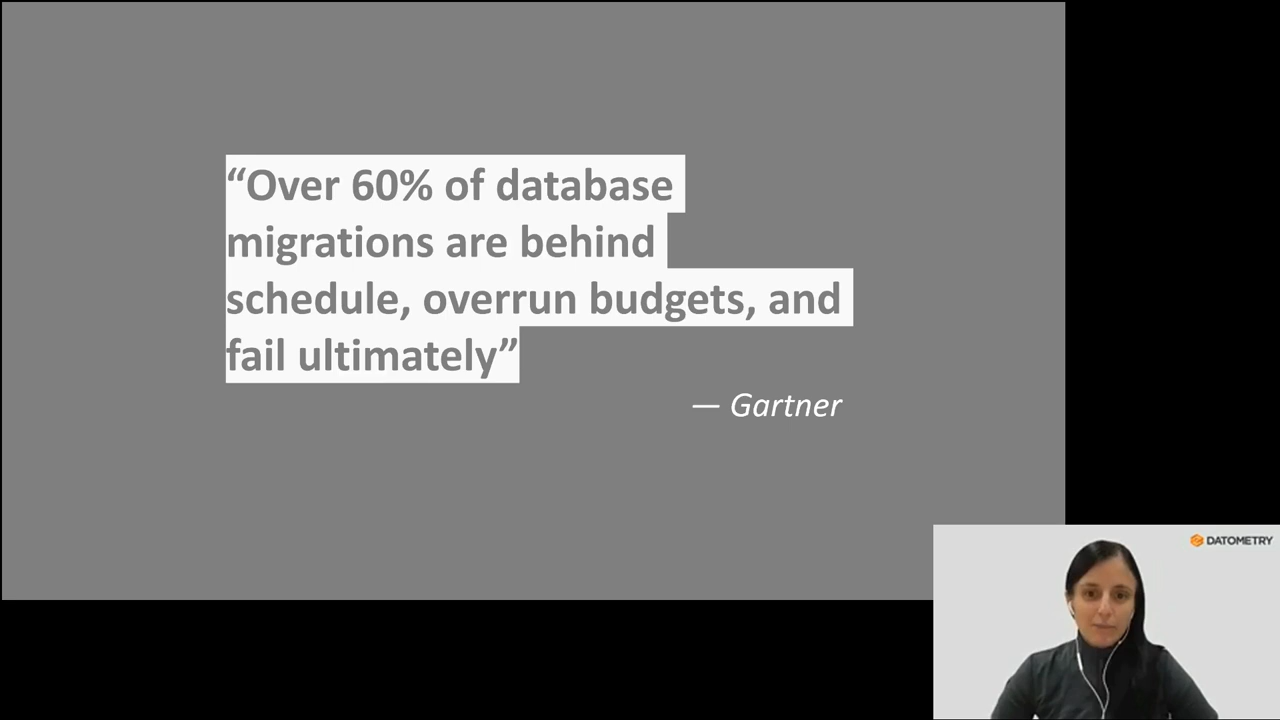 “Over 60% of database
migrations are behind
schedule, overrun budgets, and
fail ultimately”
— Gartner
DATOMETRY